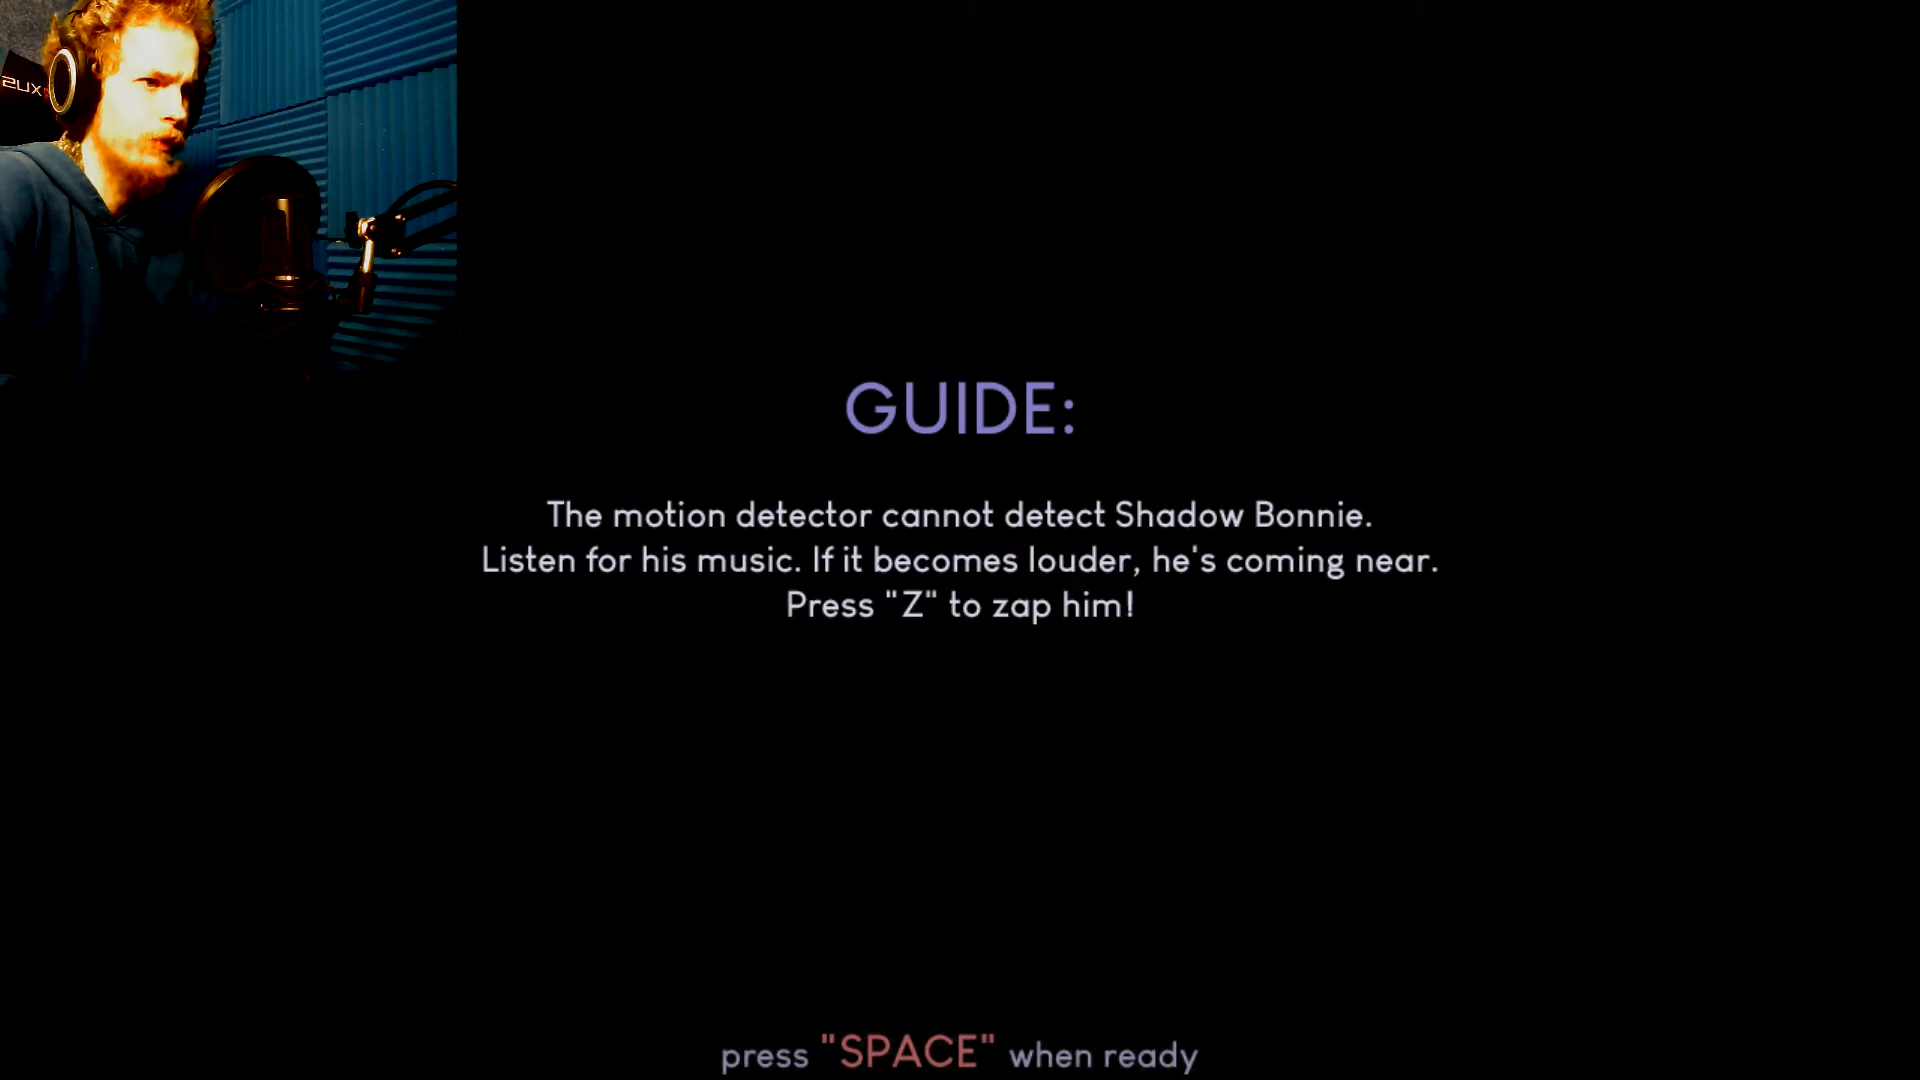 GUIDE:
The motion detector cannot detect Shadow Bonnie.
Listen for his music. If it becomes louder, he's coming near.
Press "Z" to zap him!
press "SPACE" when ready